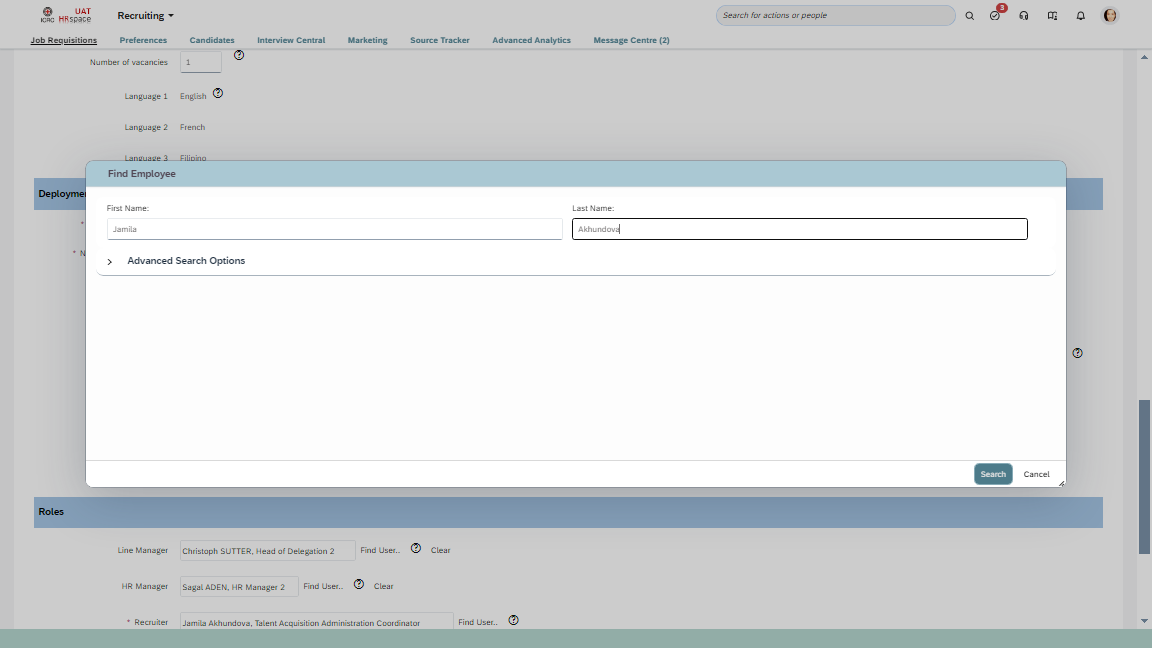 UAT
ICRC HRspace
Recruiting
Search for actions or people
3
Job Requisitions Preferences Candidates Interview Central Marketing Source Tracker Advanced Analytics Message Centre (2)
Number of vacancies 1
Language 1 English
Language 2 French
Language 3 Filipino
Find Employee
Deployme
First Name: Last Name:
Jamila Akhundova
* N
Advanced Search Options
Search Cancel
Roles
Line Manager Christoph SUTTER, Head of Delegation 2 Find User.. Clear
HR Manager Sagal ADEN, HR Manager 2 Find User.. Clear
* Recruiter Jamila Akhundova, Talent Acquisition Administration Coordinator Find User..